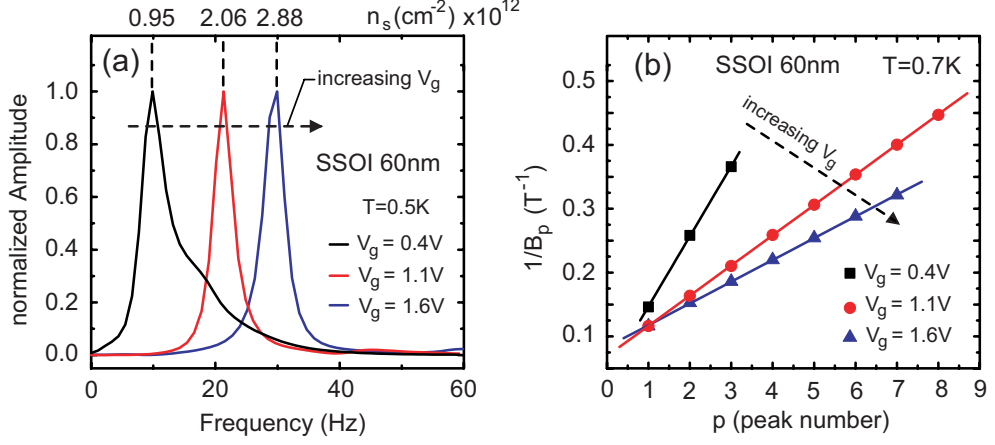 0.95 2.06 2.88 n_s (cm⁻²) x10¹²
(a)
increasing V_g
SSOI 60nm
T=0.5K
V_g = 0.4V
V_g = 1.1V
V_g = 1.6V
1.0
0.8
0.6
0.4
0.2
0.0
normalized Amplitude
0 20 40 60
Frequency (Hz)
(b) SSOI 60nm T=0.7K
increasing V_g
V_g = 0.4V
V_g = 1.1V
V_g = 1.6V
0.5
0.4
0.3
0.2
0.1
1/B_p (T⁻¹)
0 1 2 3 4 5 6 7 8 9
p (peak number)